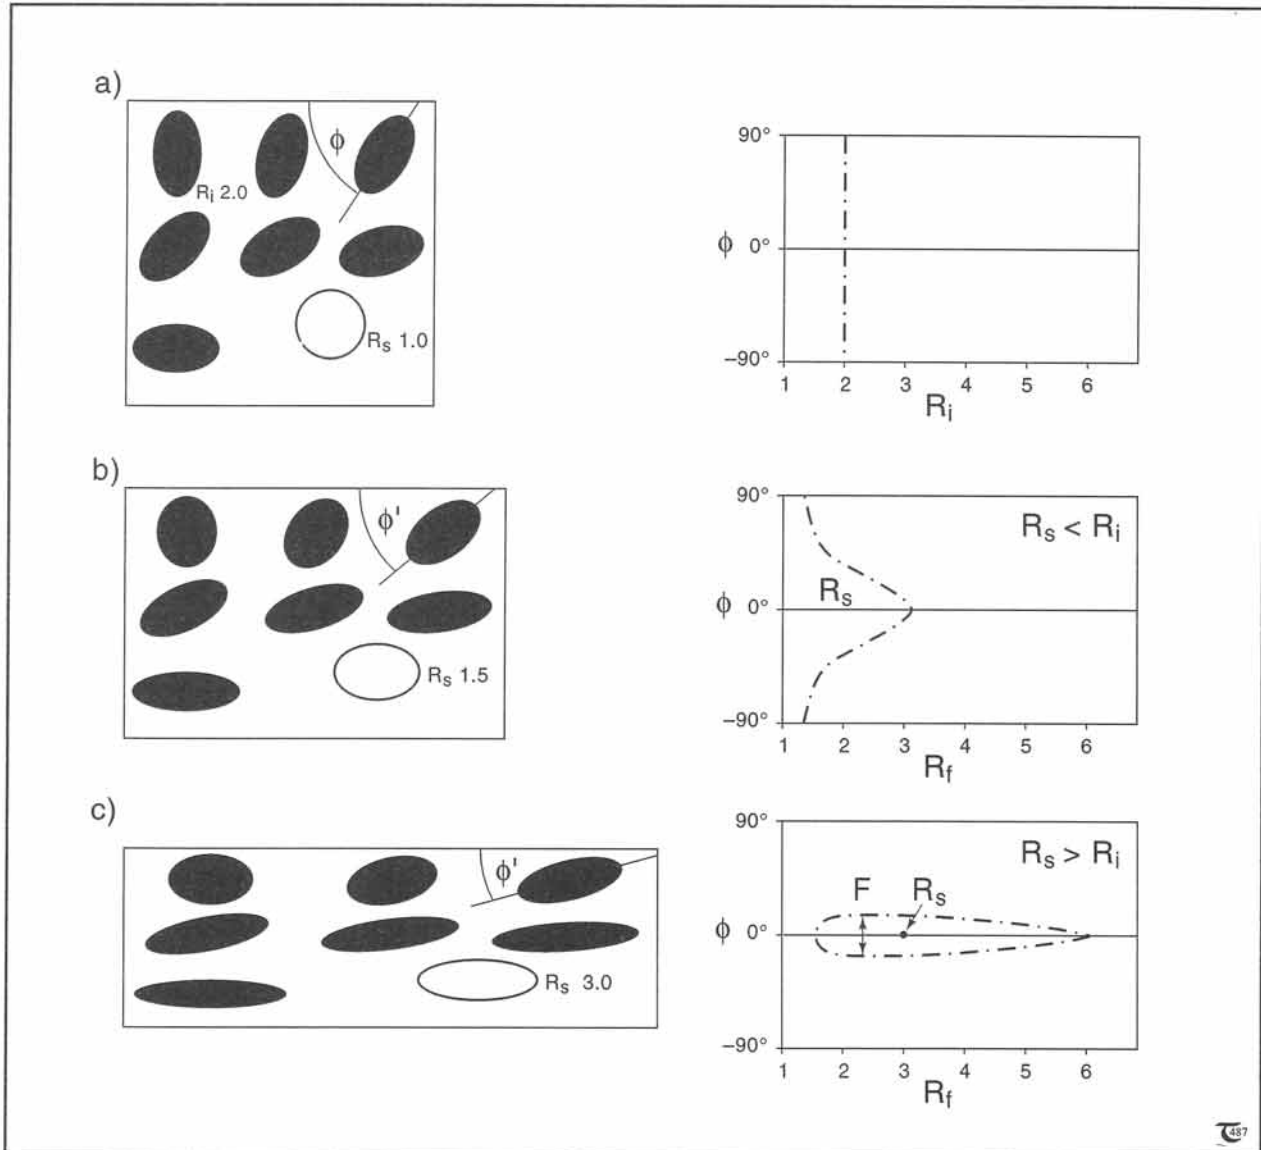 a)
ϕ
Ri 2.0
Rs 1.0
90°
ϕ 0°
–90°
1 2 3 4 5 6
Ri
b)
ϕ'
Rs 1.5
90°
Rs < Ri
Rs
ϕ 0°
–90°
1 2 3 4 5 6
Rf
c)
ϕ'
Rs 3.0
90°
Rs > Ri
F Rs
ϕ 0°
–90°
1 2 3 4 5 6
Rf
487